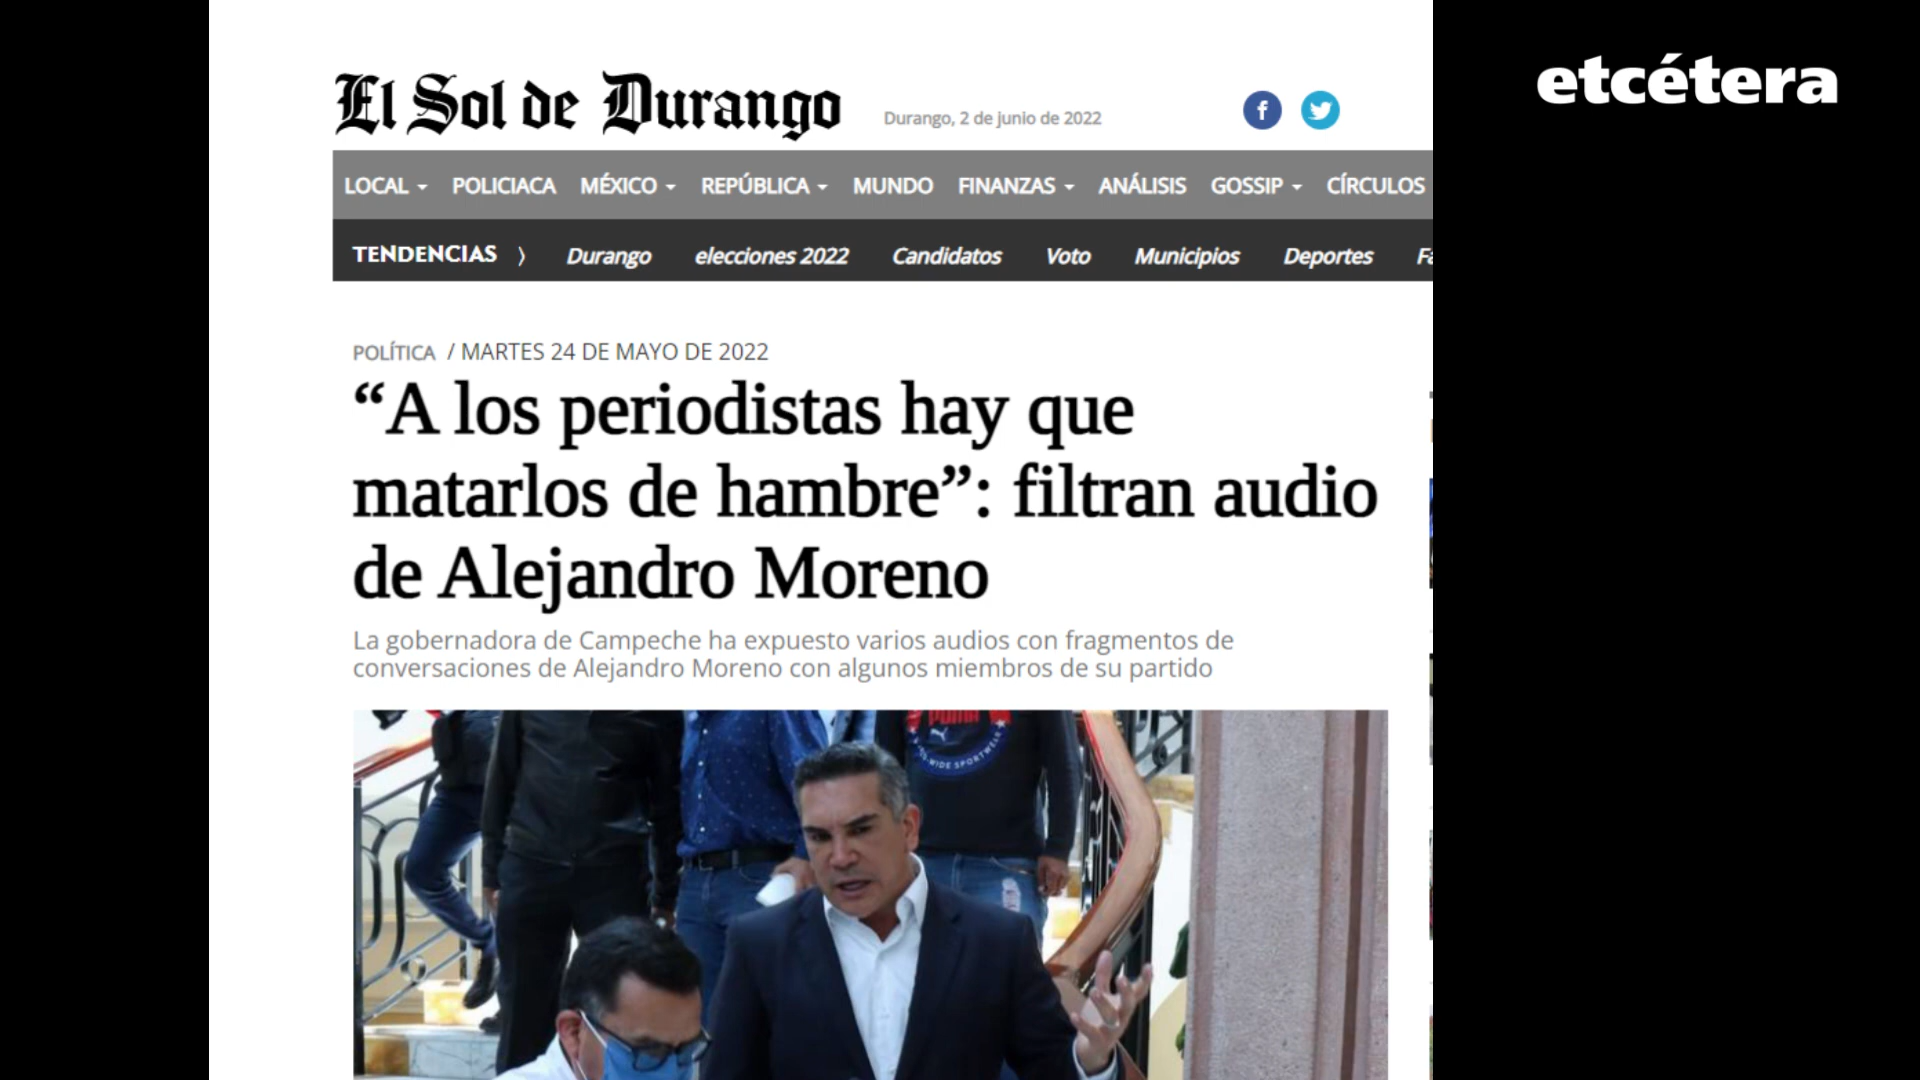 El Sol de Durango
Durango, 2 de junio de 2022
etcétera
LOCAL POLICIACA MÉXICO REPÚBLICA MUNDO FINANZAS ANÁLISIS GOSSIP CÍRCULOS
TENDENCIAS Durango elecciones 2022 Candidatos Voto Municipios Deportes
POLÍTICA / MARTES 24 DE MAYO DE 2022
“A los periodistas hay que
matarlos de hambre”: filtran audio
de Alejandro Moreno
La gobernadora de Campeche ha expuesto varios audios con fragmentos de
conversaciones de Alejandro Moreno con algunos miembros de su partido
PUMA